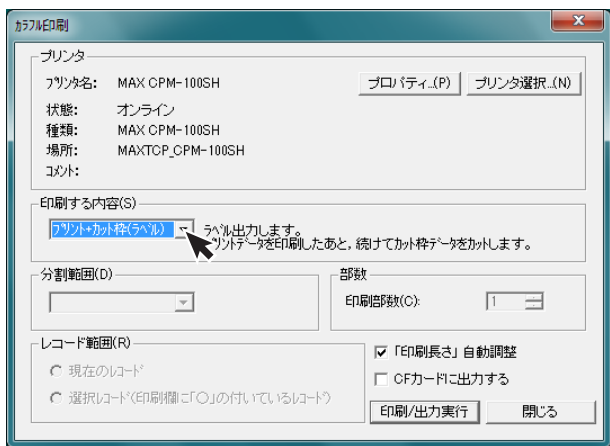 ｶﾗﾌﾙ印刷
プリンタ
ﾌﾟﾘﾝﾀ名: MAX CPM-100SH プロパティ...(P) プリンタ選択...(N)
状態: オンライン
種類: MAX CPM-100SH
場所: MAXTCP_CPM-100SH
ｺﾒﾝﾄ:
印刷する内容(S)
ﾌﾟﾘﾝﾄ+ｶｯﾄ枠(ﾗﾍﾞﾙ) ラベル出力します。
プリントデータを印刷したあと,続けてカット枠データをカットします。
分割範囲(D) 部数
印刷部数(C): 1
レコード範囲(R)
現在のﾚｺｰﾄﾞ
選択ﾚｺｰﾄﾞ(印刷欄に「○」の付いているﾚｺｰﾄﾞ)
「印刷長さ」自動調整
CFカードに出力する
印刷/出力実行 閉じる